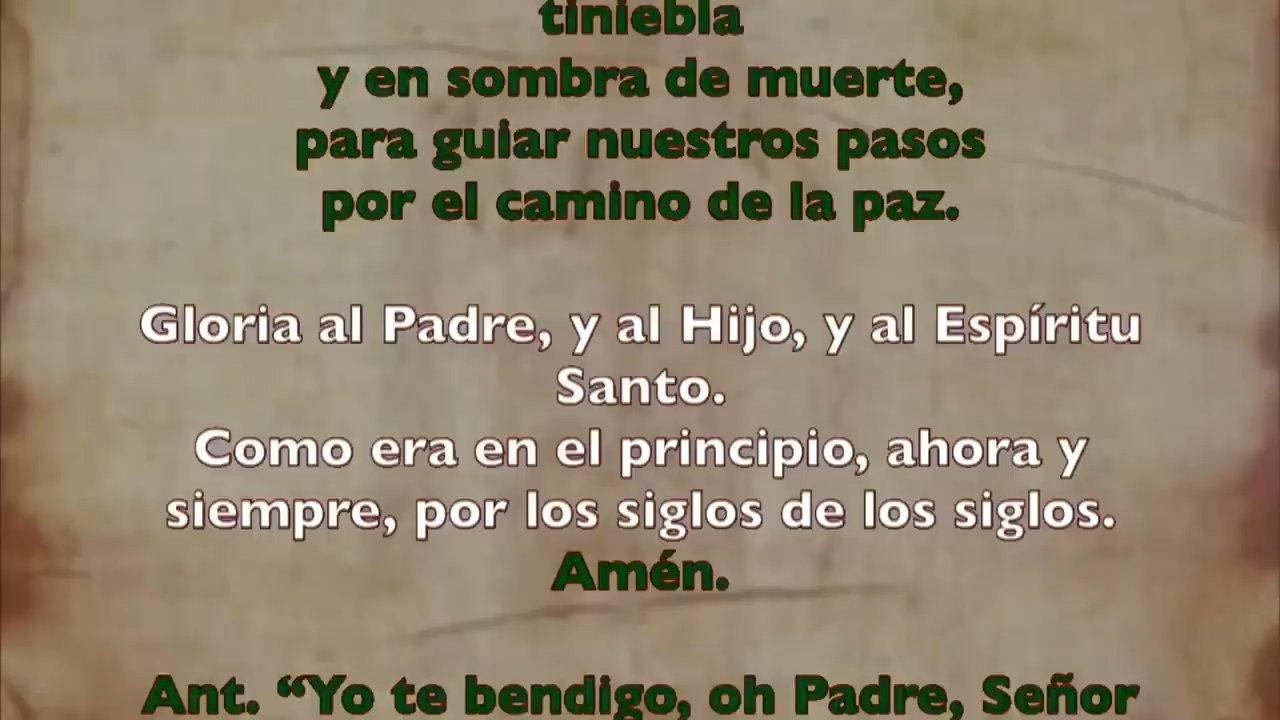 tiniebla
y en sombra de muerte,
para guiar nuestros pasos
por el camino de la paz.
Gloria al Padre, y al Hijo, y al Espíritu
Santo.
Como era en el principio, ahora y
siempre, por los siglos de los siglos.
Amén.
Ant. “Yo te bendigo, oh Padre, Señor